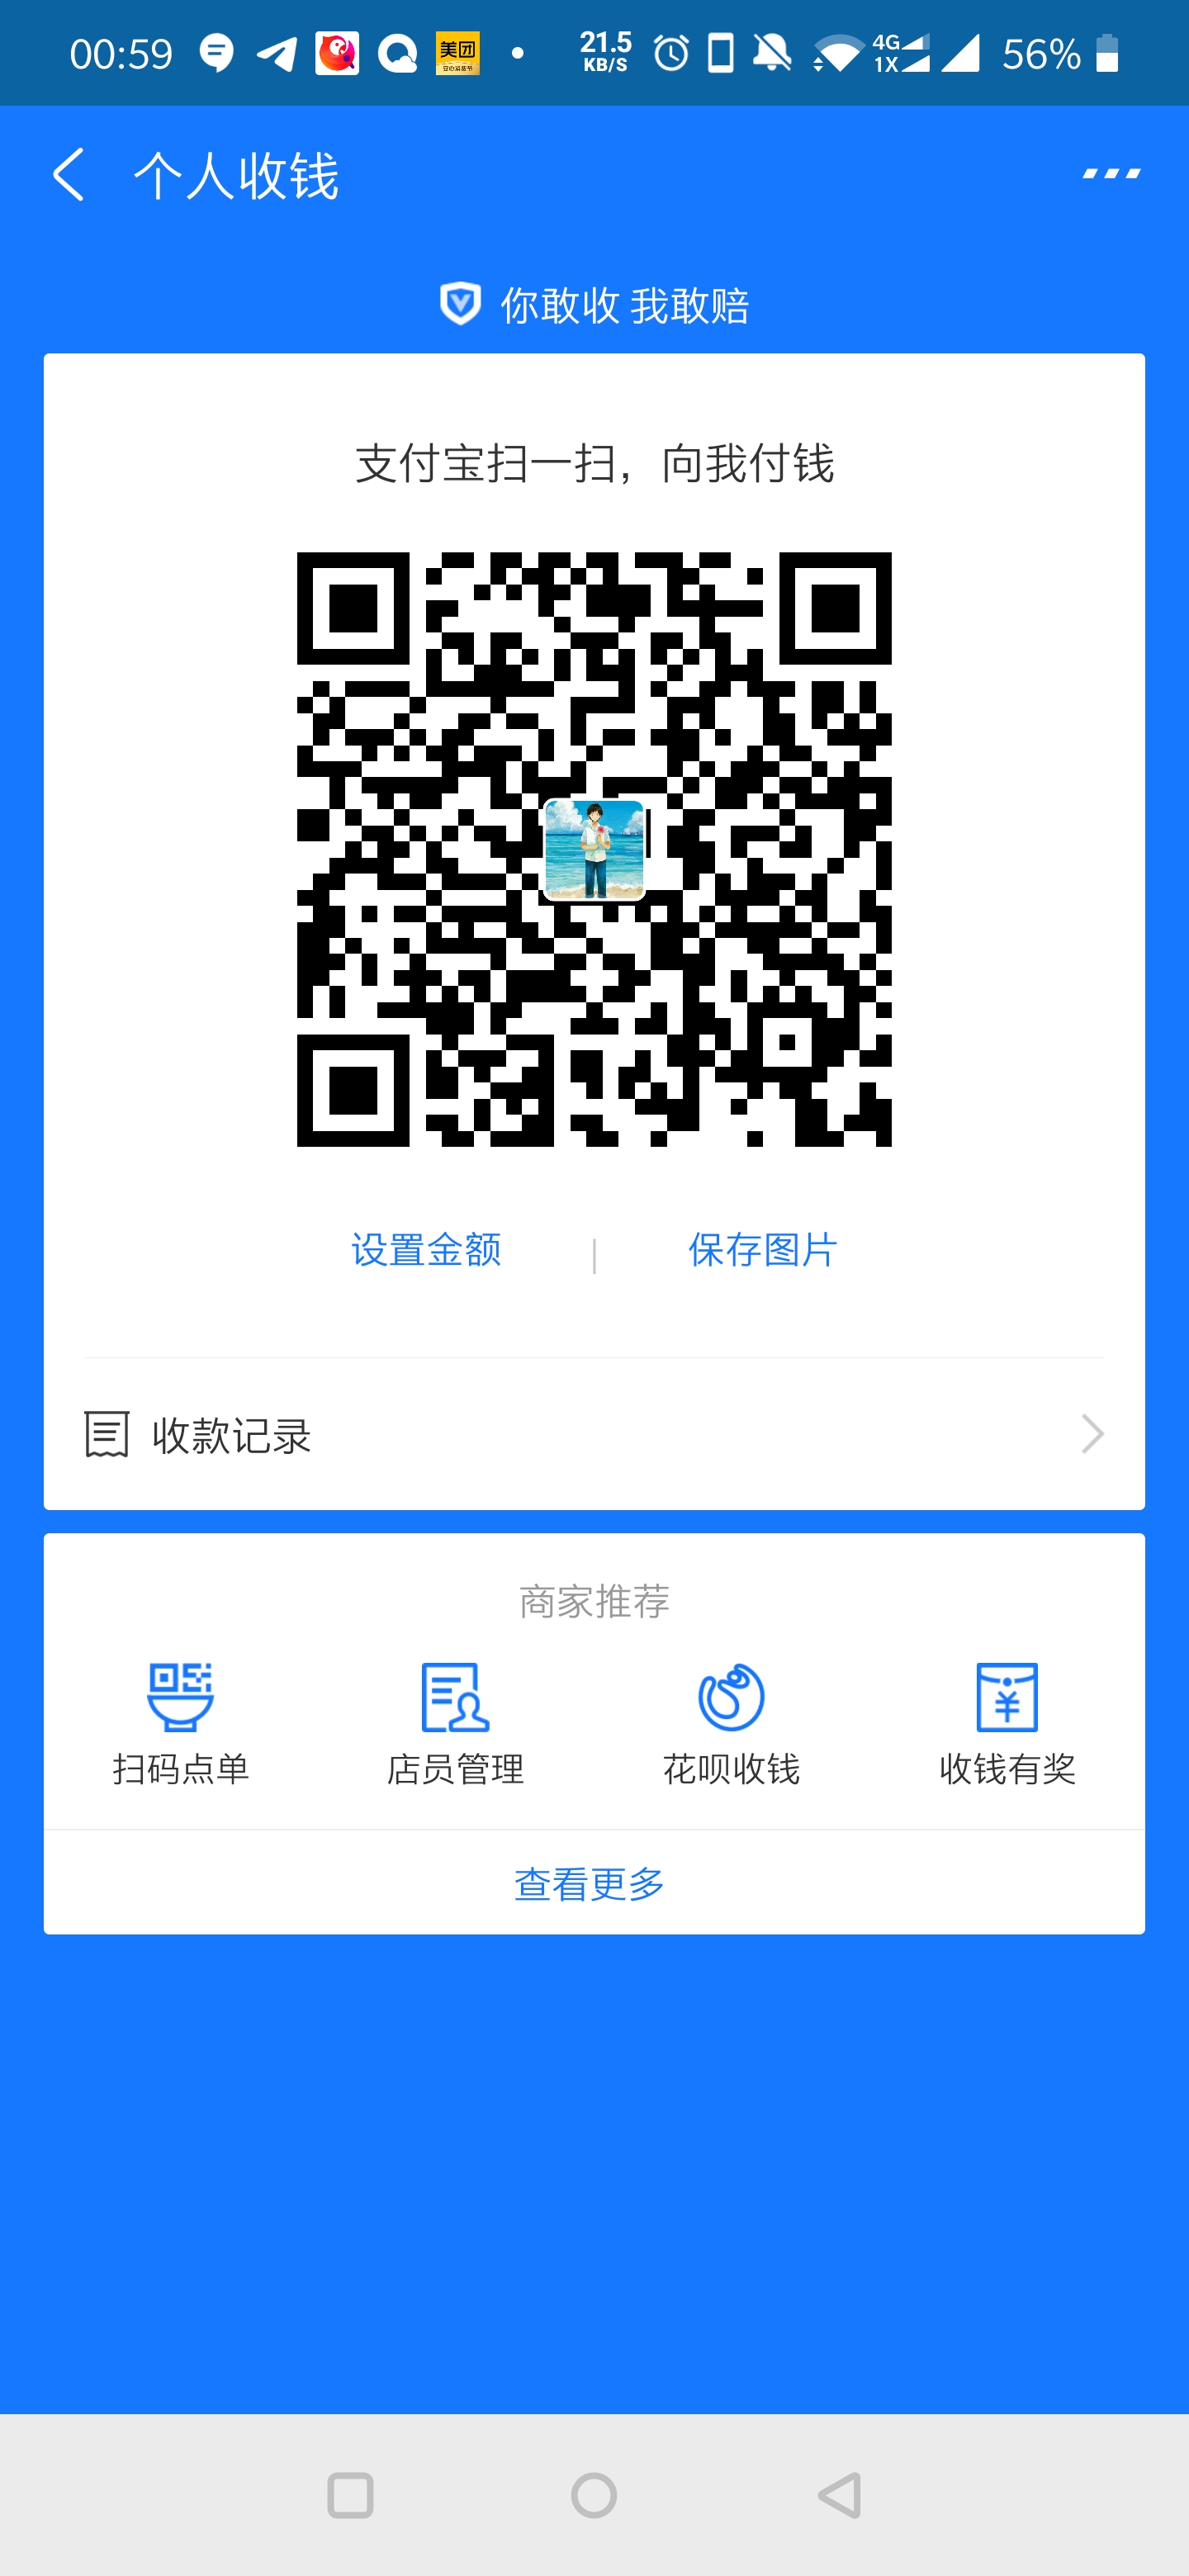 00:59
美团
21.5
KB/S
4G
1X
56%
个人收钱
你敢收 我敢赔
支付宝扫一扫，向我付钱
设置金额
保存图片
收款记录
商家推荐
扫码点单
店员管理
花呗收钱
收钱有奖
查看更多